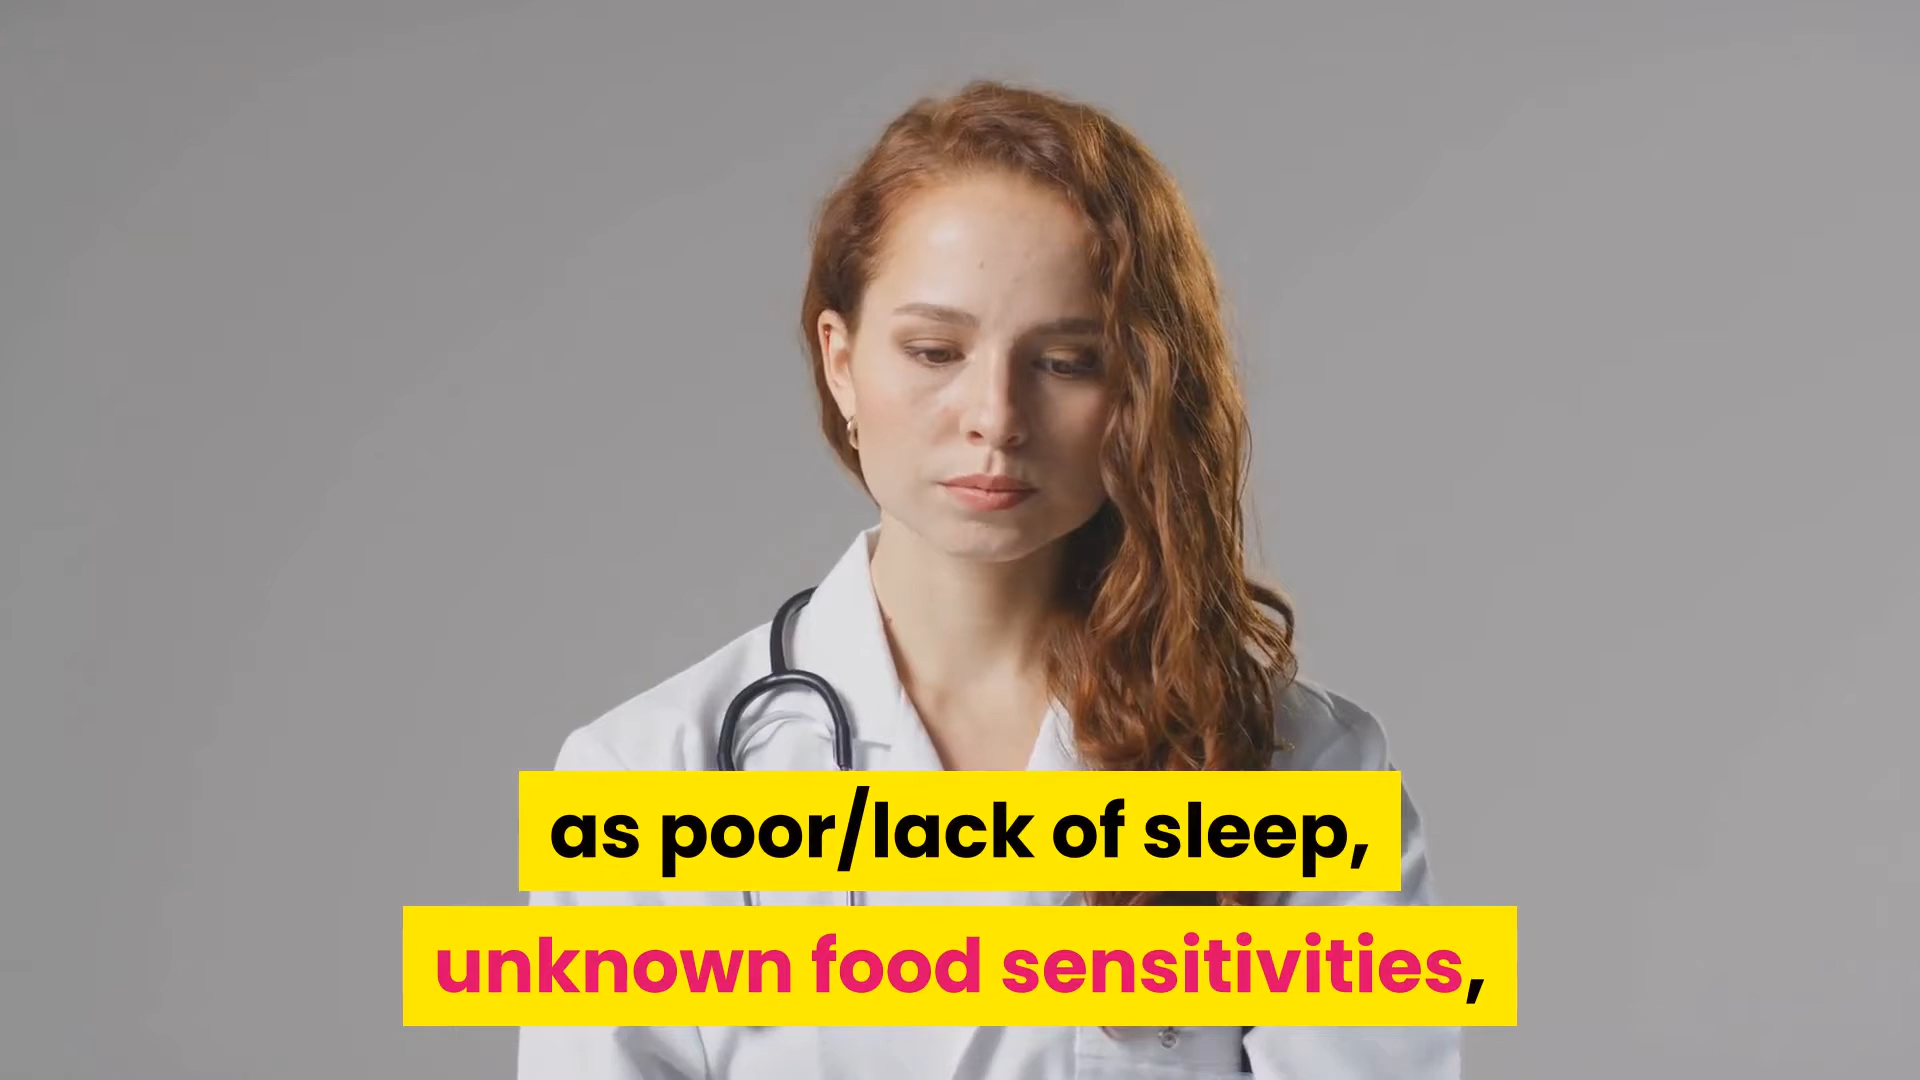 as poor/lack of sleep,
unknown food sensitivities,